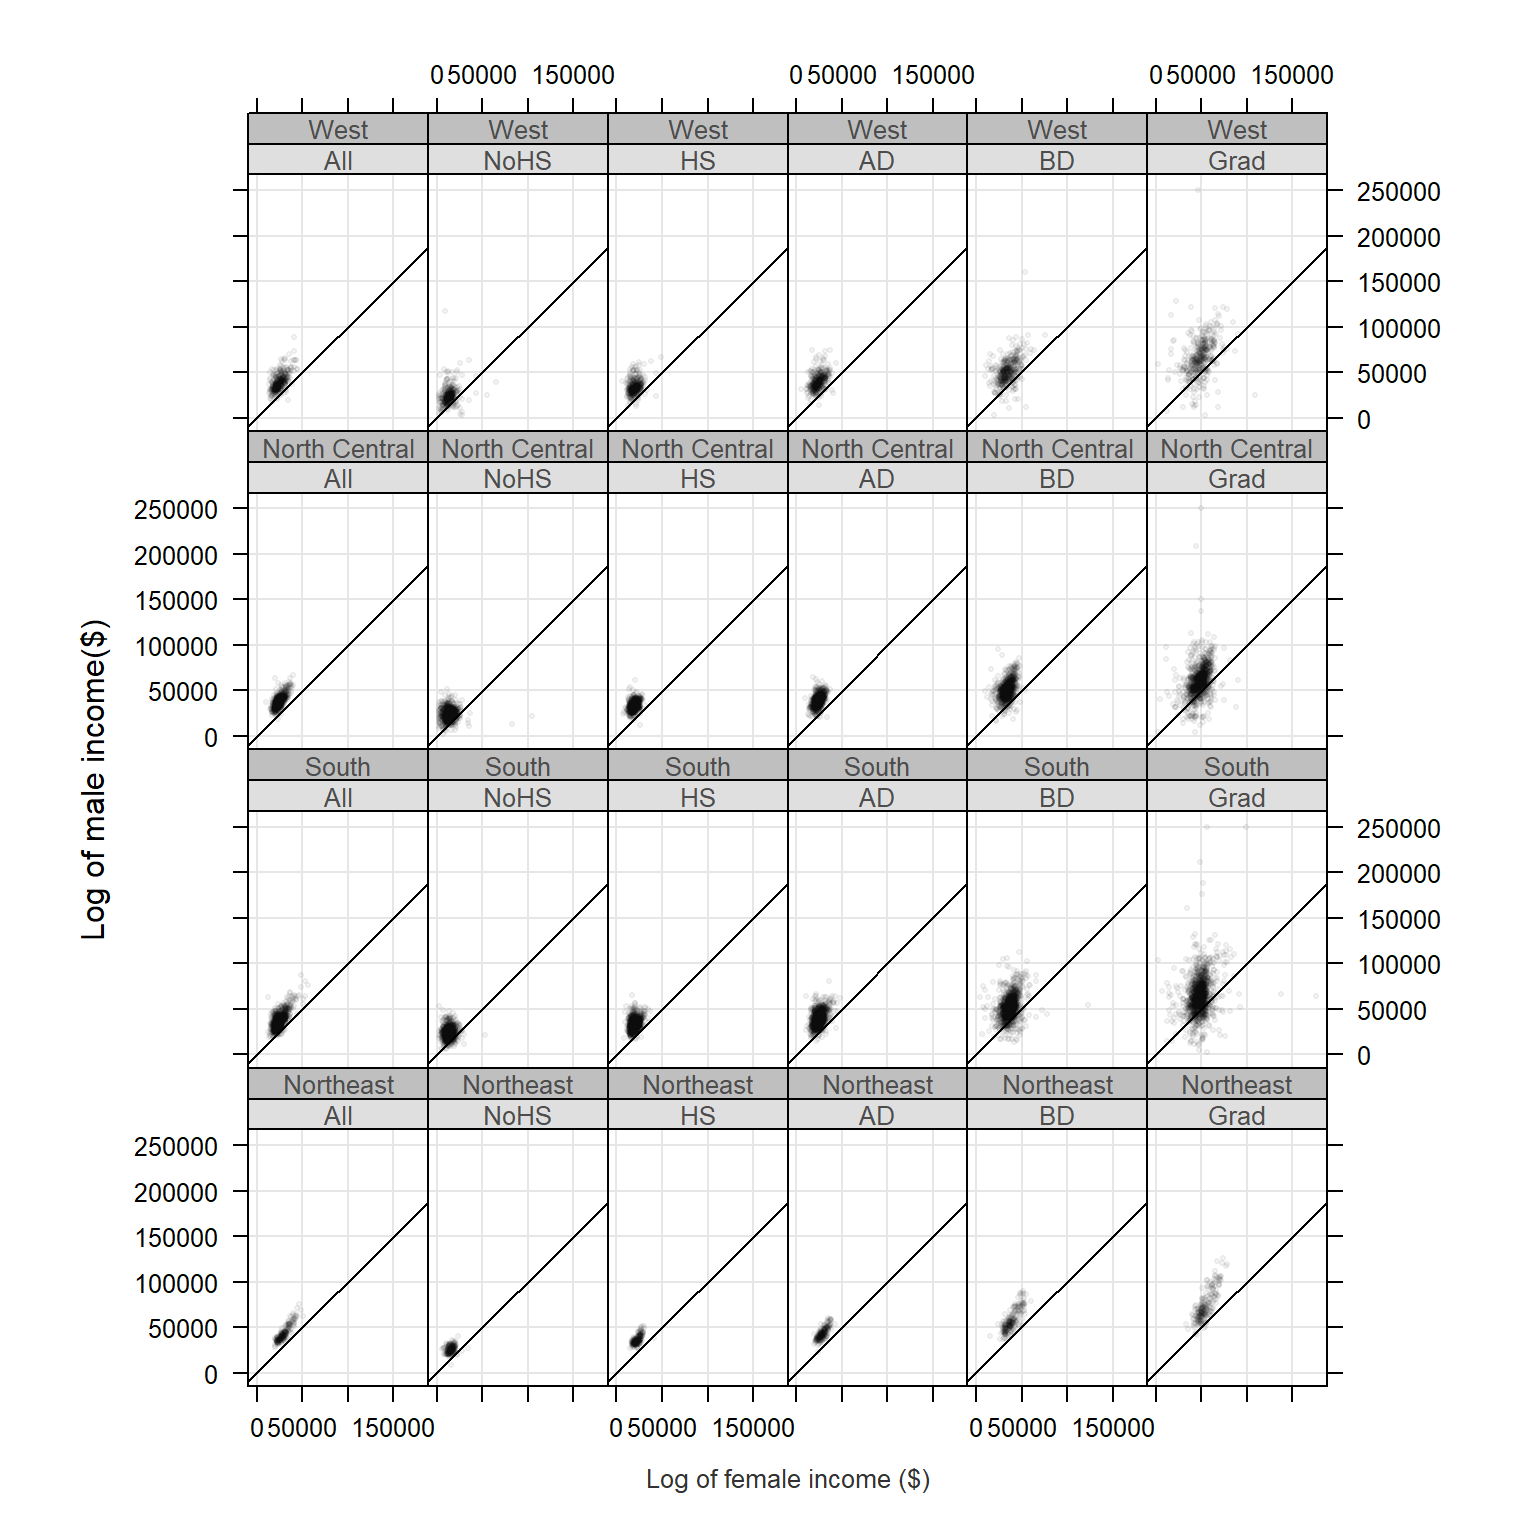 0 50000 150000 0 50000 150000 0 50000 150000
West West West West West West
All NoHS HS AD BD Grad
250000
200000
150000
100000
50000
0
North Central North Central North Central North Central North Central North Central
All NoHS HS AD BD Grad
250000
200000
150000
100000
50000
0
Log of male income($)
South South South South South South
All NoHS HS AD BD Grad
250000
200000
150000
100000
50000
0
Northeast Northeast Northeast Northeast Northeast Northeast
All NoHS HS AD BD Grad
250000
200000
150000
100000
50000
0
0 50000 150000 0 50000 150000 0 50000 150000
Log of female income ($)